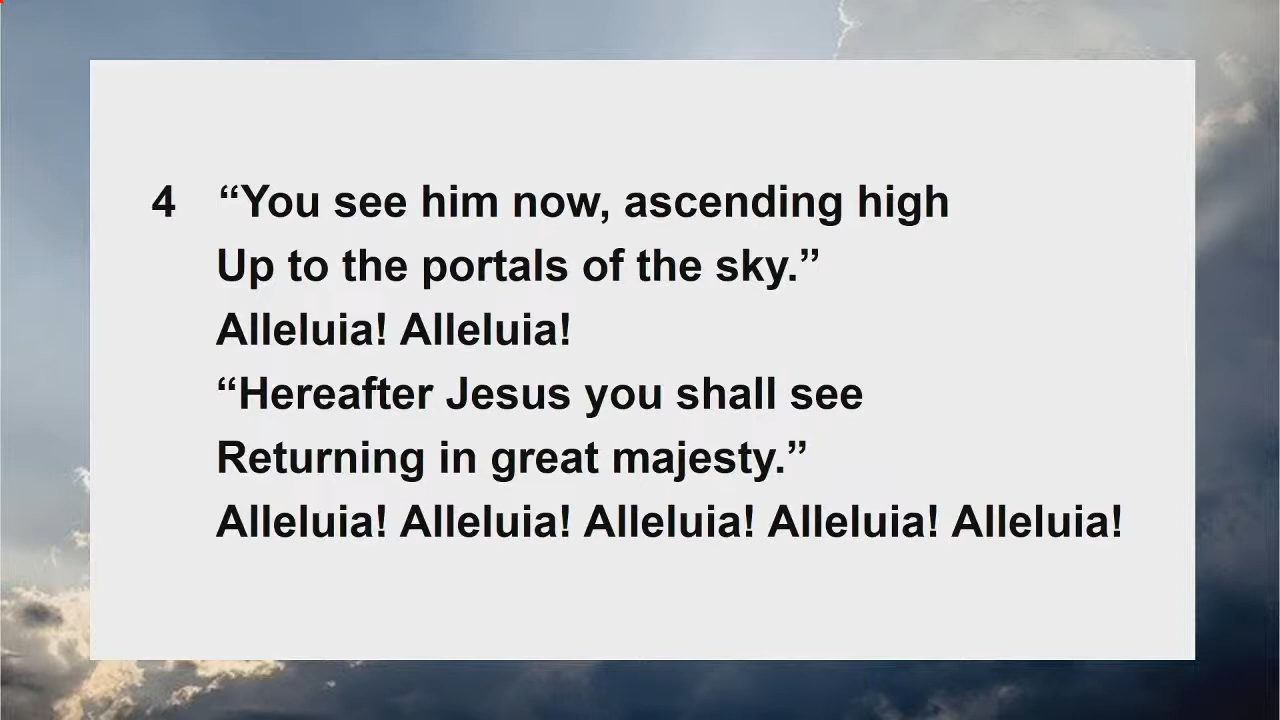 4 “You see him now, ascending high
Up to the portals of the sky.”
Alleluia! Alleluia!
“Hereafter Jesus you shall see
Returning in great majesty.”
Alleluia! Alleluia! Alleluia! Alleluia! Alleluia!